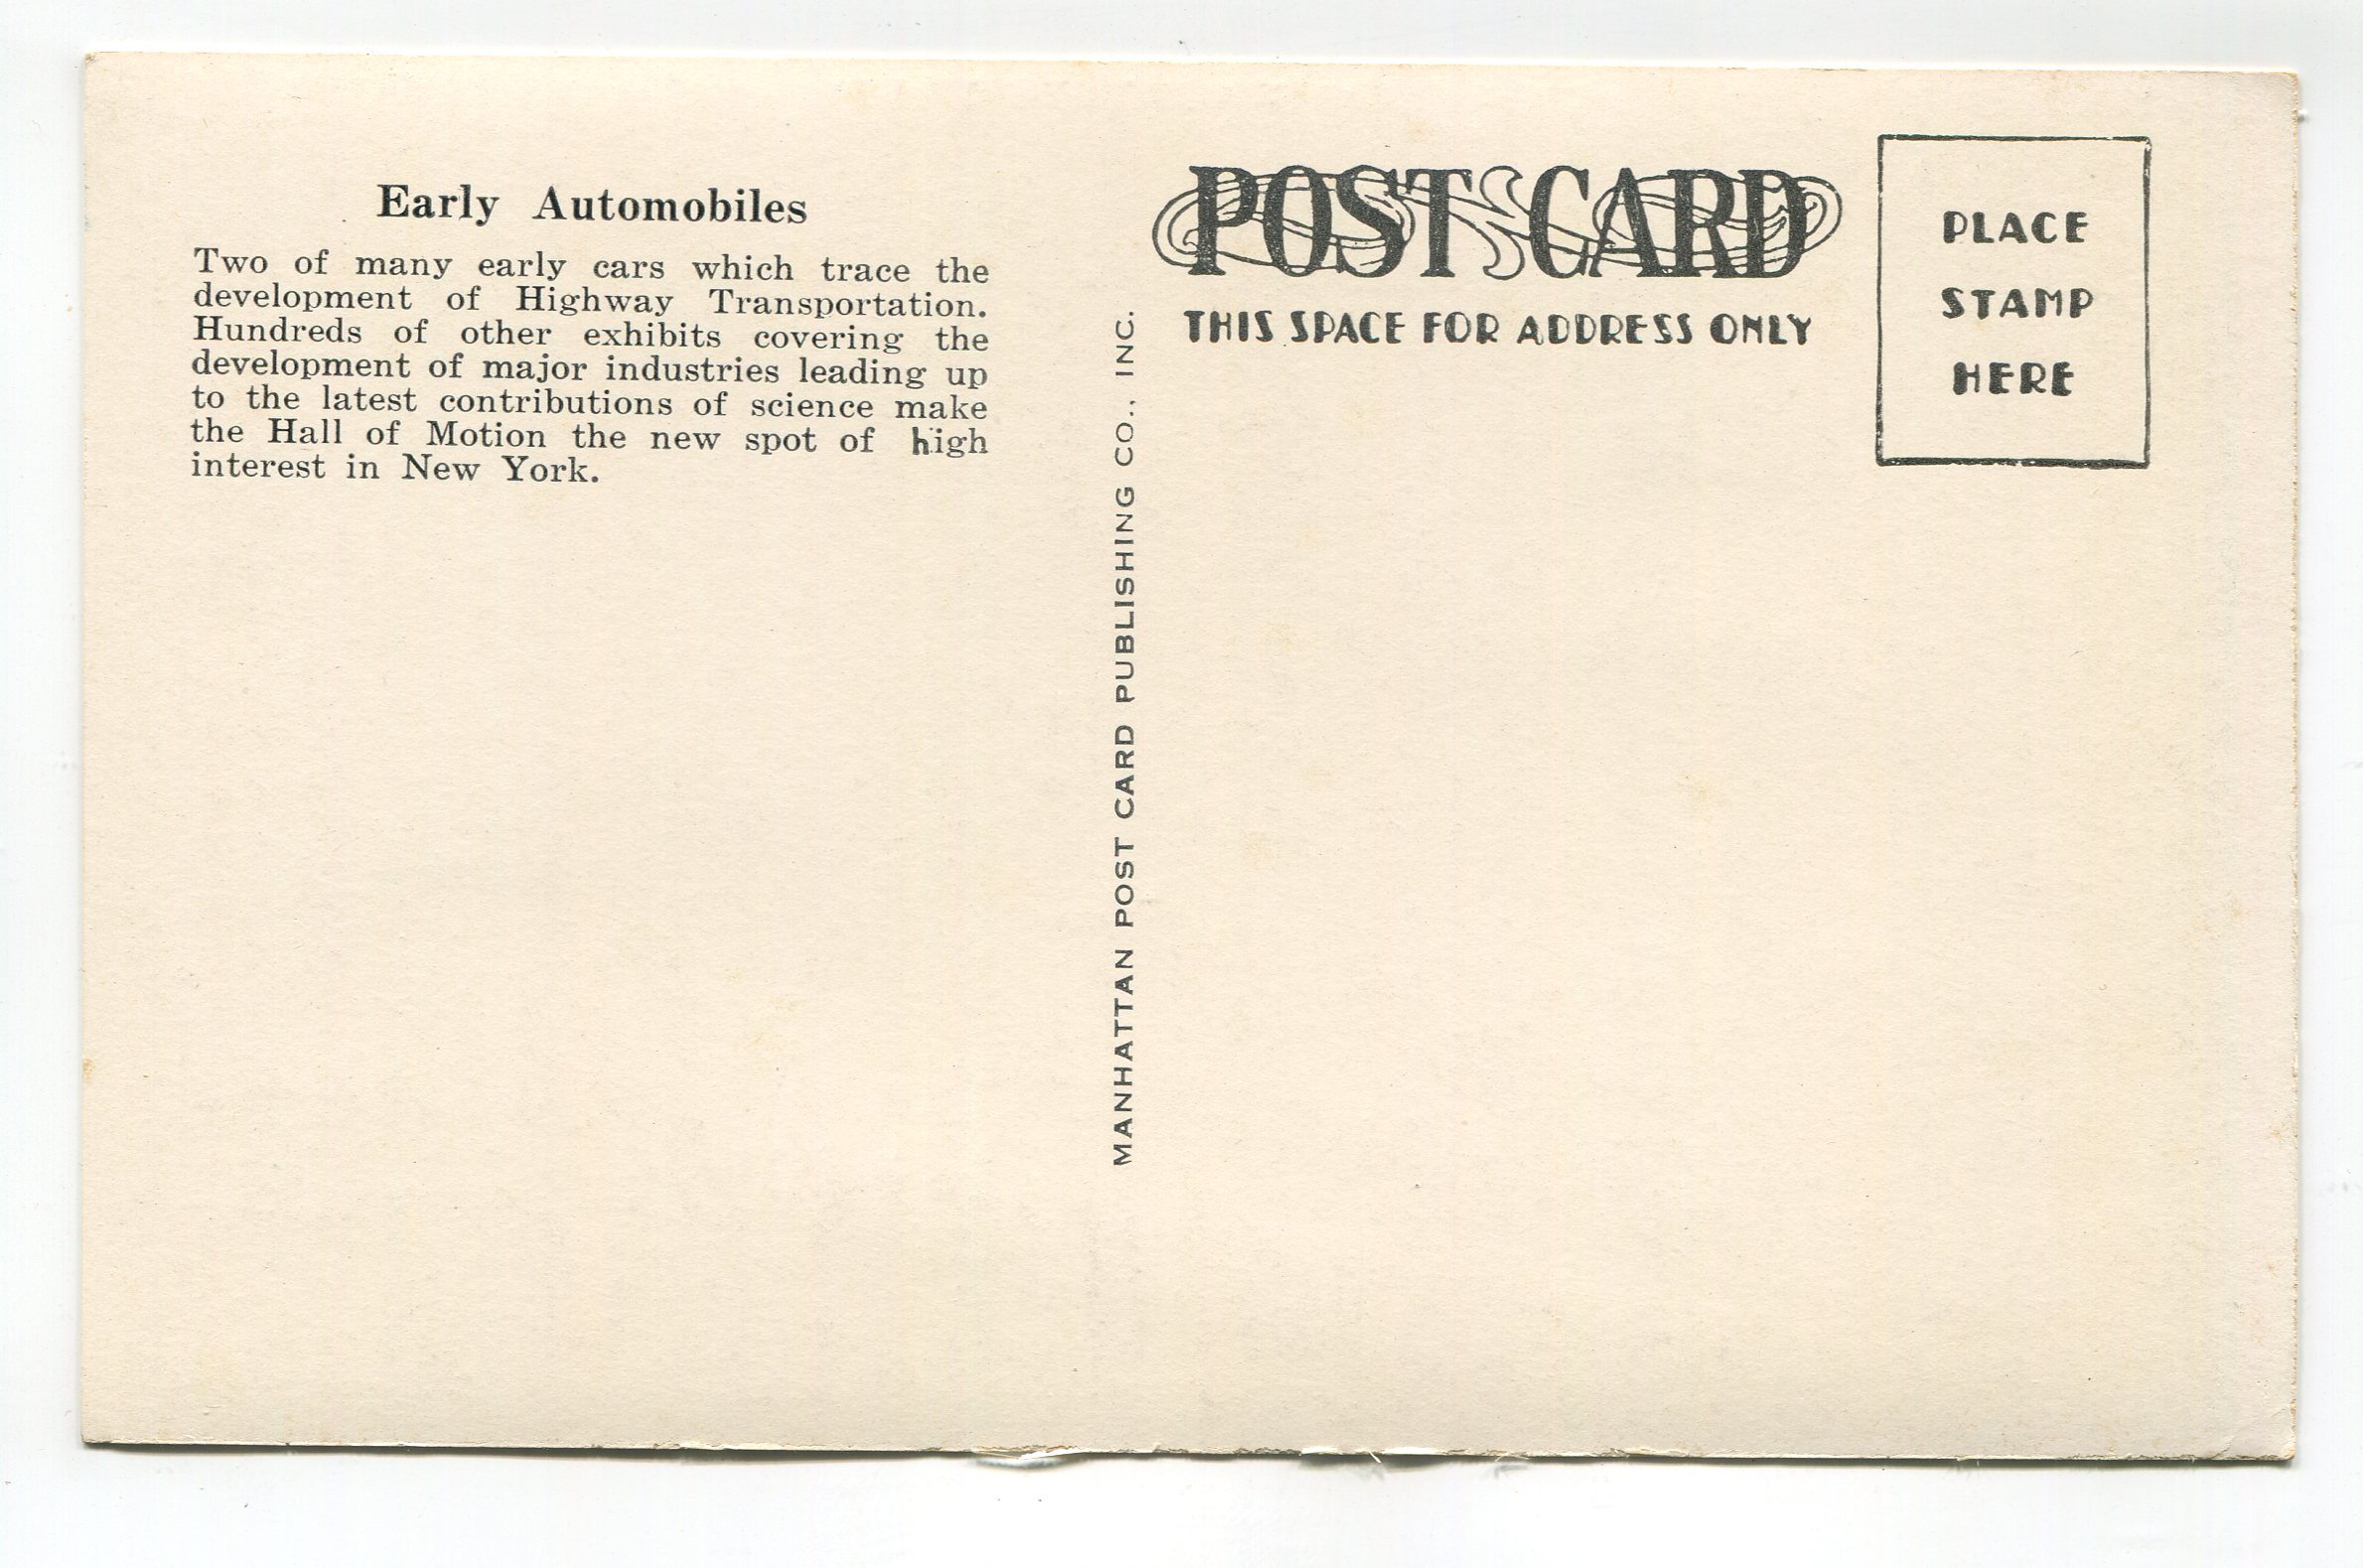 Early Automobiles
Two of many early cars which trace the
development of Highway Transportation.
Hundreds of other exhibits covering the
development of major industries leading up
to the latest contributions of science make
the Hall of Motion the new spot of high
interest in New York.
MANHATTAN POST CARD PUBLISHING CO., INC.
POST CARD
THIS SPACE FOR ADDRESS ONLY
PLACE
STAMP
HERE